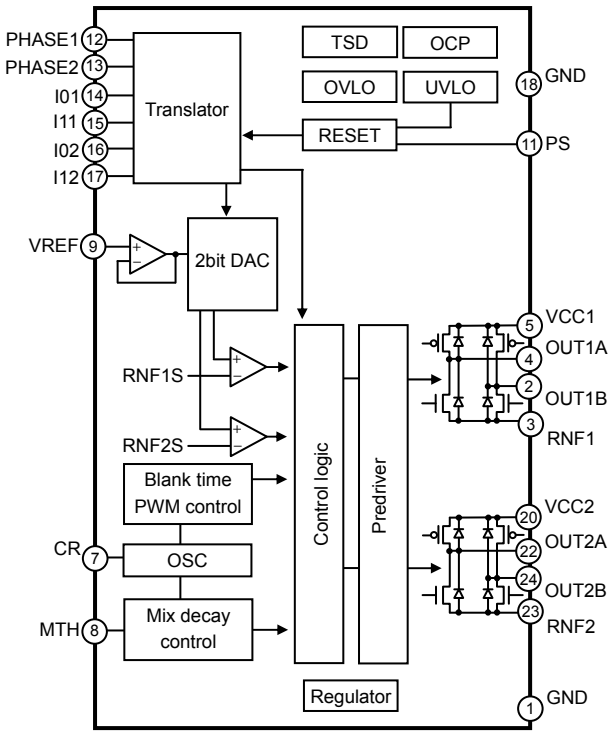 PHASE1
12
PHASE2
13
I01
14
I11
15
I02
16
I12
17
Translator
TSD
OCP
OVLO
UVLO
RESET
18
GND
11
PS
VREF
9
+
−
2bit DAC
RNF1S
+
−
RNF2S
+
−
Blank time
PWM control
CR
7
OSC
MTH
8
Mix decay
control
Control logic
Predriver
Regulator
VCC1
5
OUT1A
4
2
OUT1B
3
RNF1
VCC2
20
OUT2A
22
24
OUT2B
23
RNF2
GND
1